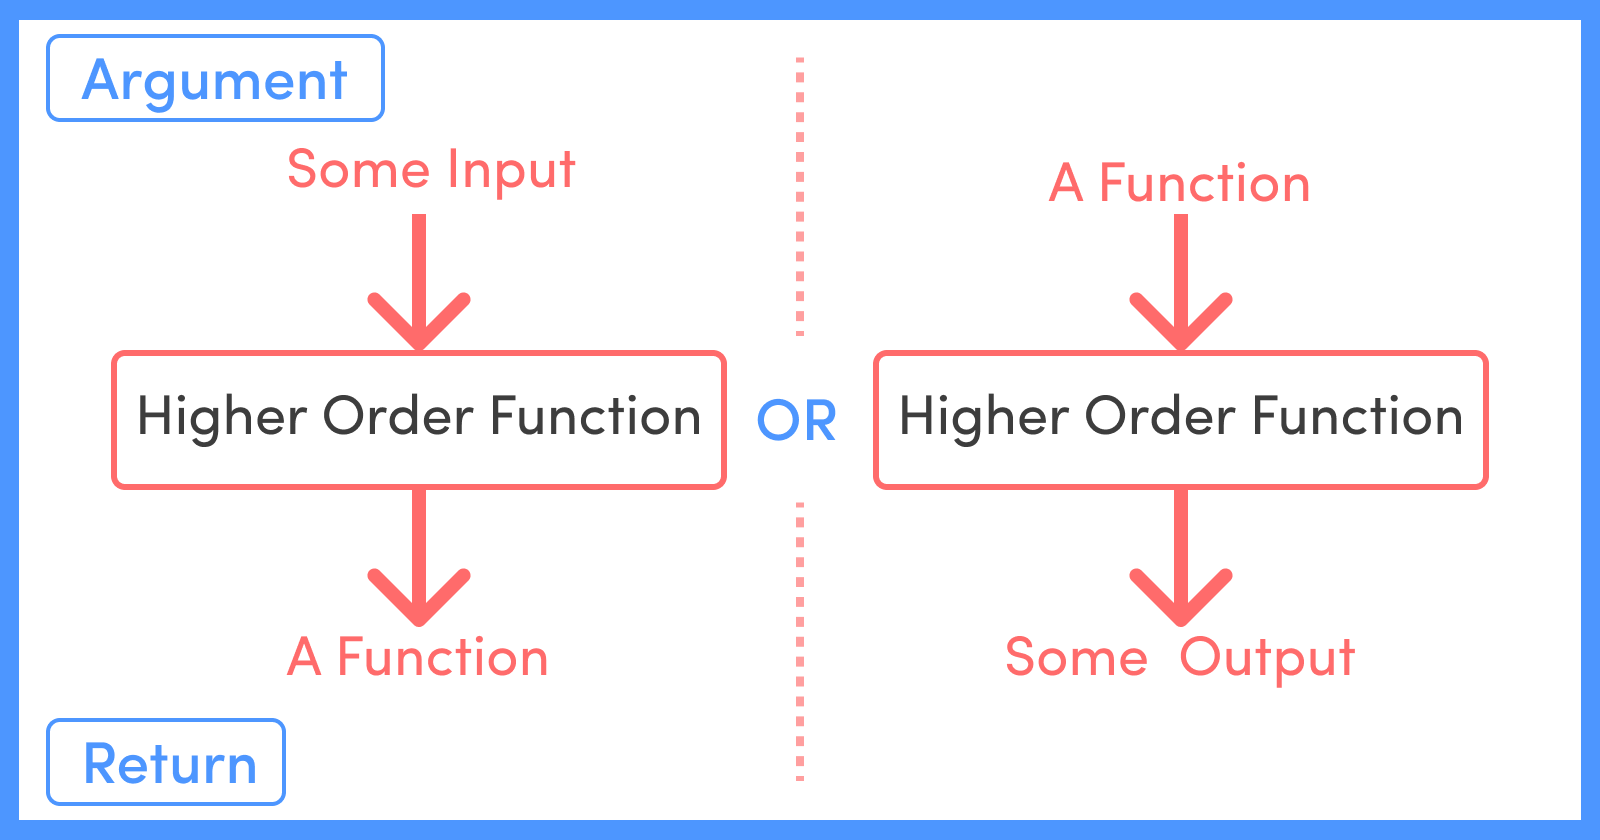 Argument
Some Input
A Function
Higher Order Function
OR
Higher Order Function
A Function
Some Output
Return